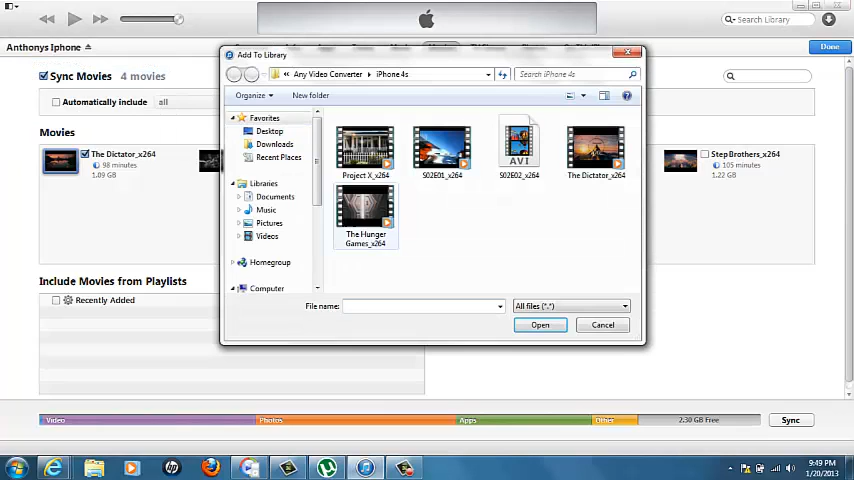 Search Library
Anthonys Iphone
Done
Add To Library
« Any Video Converter ▸ iPhone 4s
Search iPhone 4s
Organize
New folder
Sync Movies 4 movies
Automatically include all
Movies
The Dictator_x264
98 minutes
1.09 GB
Step Brothers_x264
105 minutes
1.22 GB
Favorites
Desktop
Downloads
Recent Places
Libraries
Documents
Music
Pictures
Videos
Homegroup
Computer
Project X_x264
S02E01_x264
AVI
S02E02_x264
The Dictator_x264
The Hunger
Games_x264
File name:
All files (*.*)
Open
Cancel
Include Movies from Playlists
Recently Added
Video
Photos
Apps
Other
2.30 GB Free
Sync
hp
9:49 PM
1/20/2013